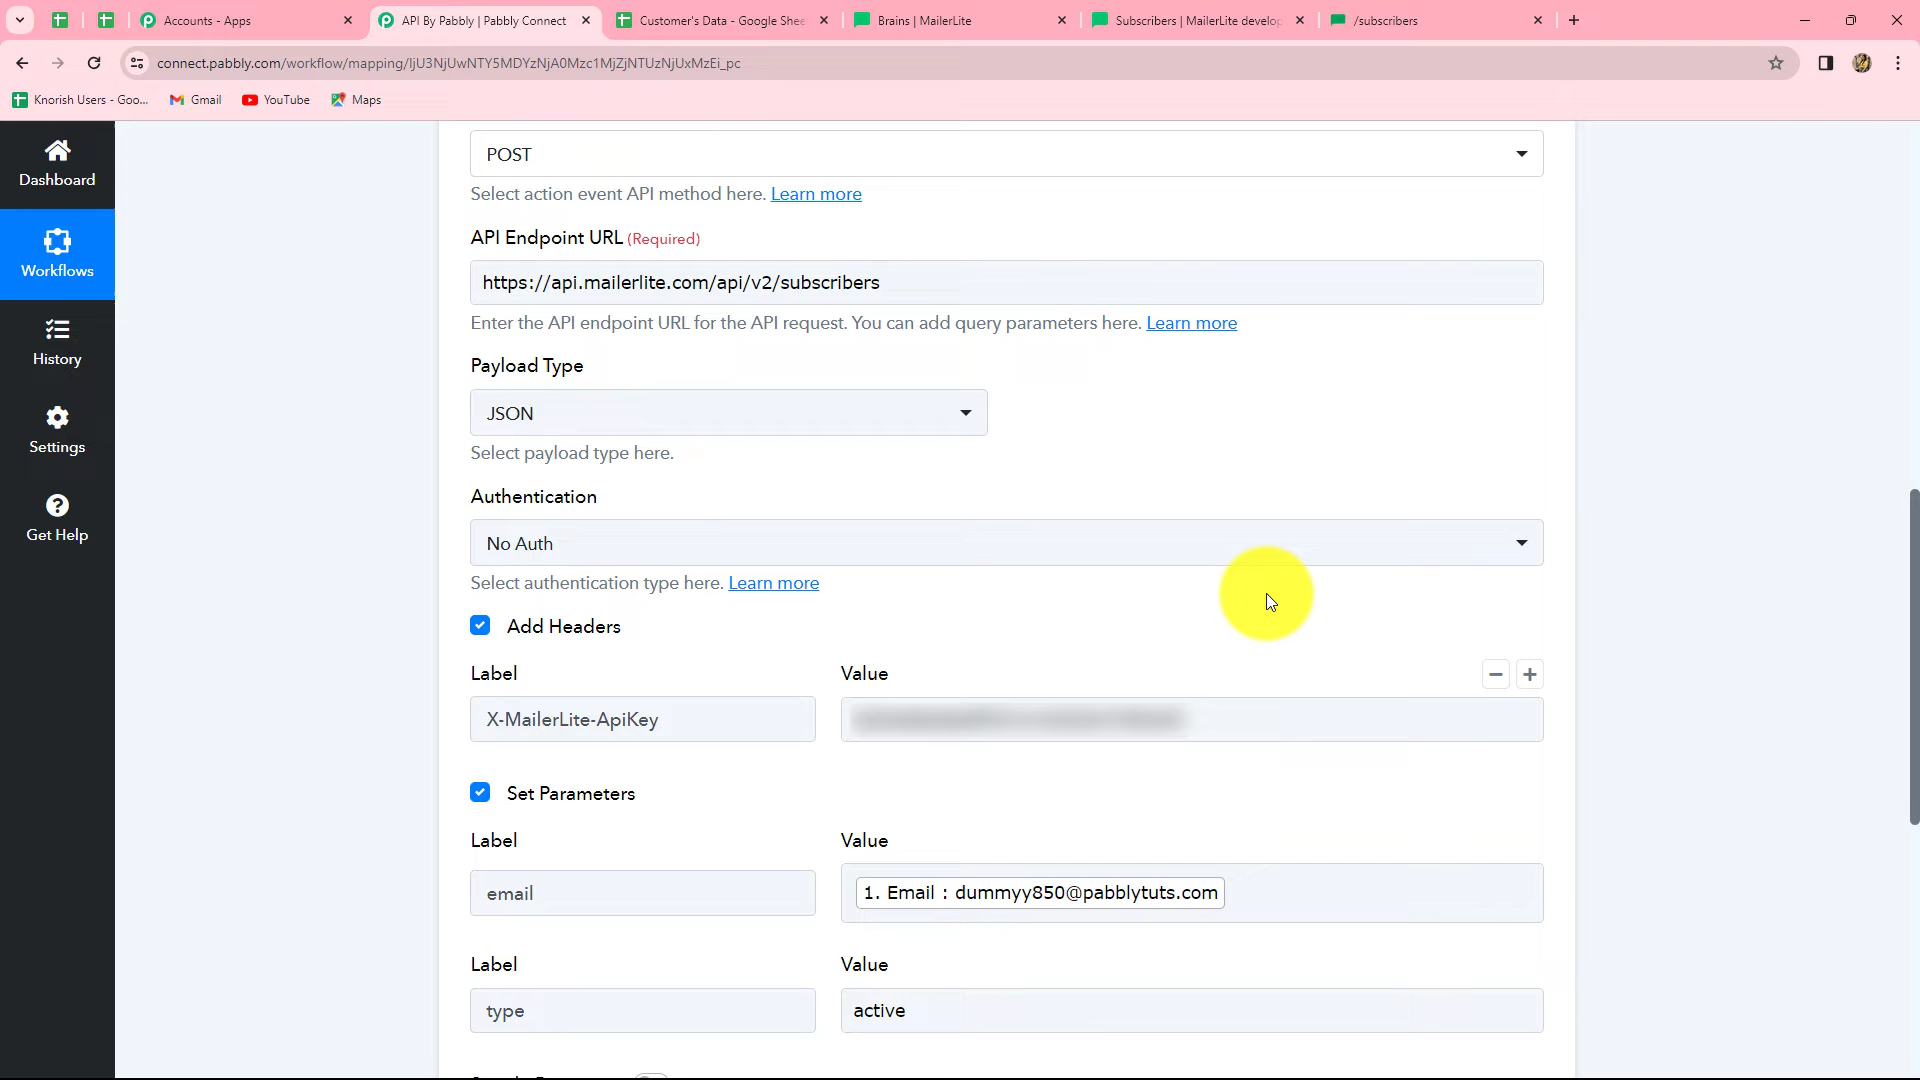 Accounts - Apps
API By Pabbly | Pabbly Connect
Customer's Data - Google Shee
Brains | MailerLite
Subscribers | MailerLite develop
/subscribers
connect.pabbly.com/workflow/mapping/IjU3NjUwNTY5MDYzNjA0Mzc1MjZjNTUzNjUxMzEi_pc
Knorish Users - Goo...
Gmail
YouTube
Maps
Dashboard
Workflows
History
Settings
Get Help
POST
Select action event API method here. Learn more
API Endpoint URL (Required)
https://api.mailerlite.com/api/v2/subscribers
Enter the API endpoint URL for the API request. You can add query parameters here. Learn more
Payload Type
JSON
Select payload type here.
Authentication
No Auth
Select authentication type here. Learn more
Add Headers
Label Value
X-MailerLite-ApiKey
Set Parameters
Label Value
email 1. Email : dummyy850@pabblytuts.com
Label Value
type active